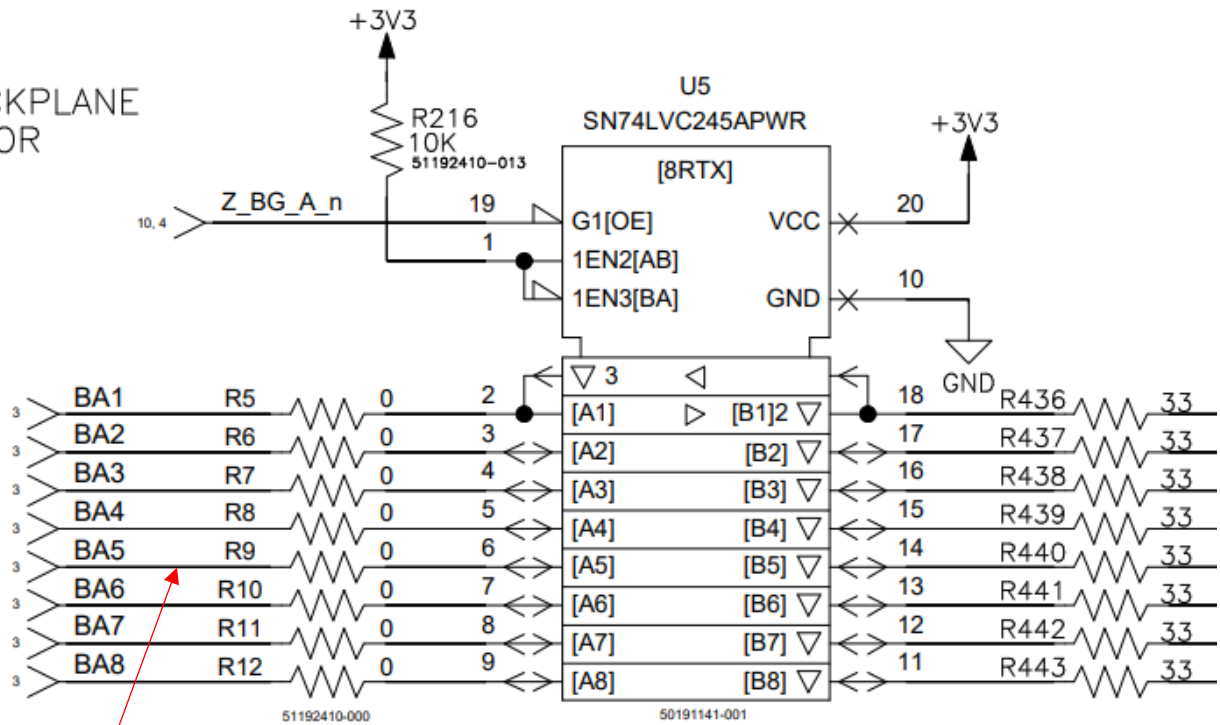 +3V3
CKPLANE
OR
R216
10K
51192410-013
U5
SN74LVC245APWR
+3V3
[8RTX]
10, 4 Z_BG_A_n 19 G1[OE] VCC 20
1 1EN2[AB]
1EN3[BA] GND 10
GND
3
3 BA1 R5 0 2 [A1] [B1]2 18 R436 33
3 BA2 R6 0 3 [A2] [B2] 17 R437 33
3 BA3 R7 0 4 [A3] [B3] 16 R438 33
3 BA4 R8 0 5 [A4] [B4] 15 R439 33
3 BA5 R9 0 6 [A5] [B5] 14 R440 33
3 BA6 R10 0 7 [A6] [B6] 13 R441 33
3 BA7 R11 0 8 [A7] [B7] 12 R442 33
3 BA8 R12 0 9 [A8] [B8] 11 R443 33
51192410-000 50191141-001